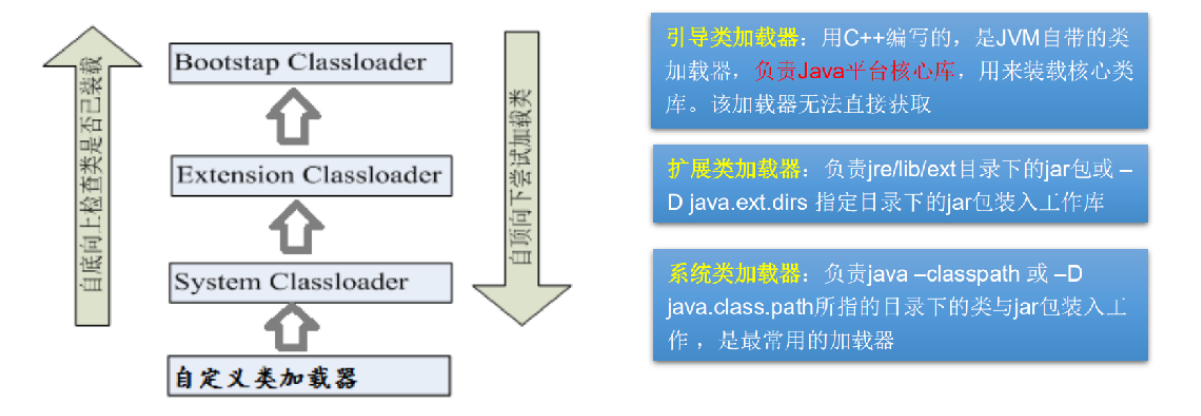 自底向上检查类是否已装载
Bootstap Classloader
Extension Classloader
System Classloader
自定义类加载器
自顶向下尝试加载类
引导类加载器：用C++编写的，是JVM自带的类
加载器，负责Java平台核心库，用来装载核心类
库。该加载器无法直接获取
扩展类加载器：负责jre/lib/ext目录下的jar包或 –
D java.ext.dirs 指定目录下的jar包装入工作库
系统类加载器：负责java –classpath 或 –D
java.class.path所指的目录下的类与jar包装入工
作 ，是最常用的加载器